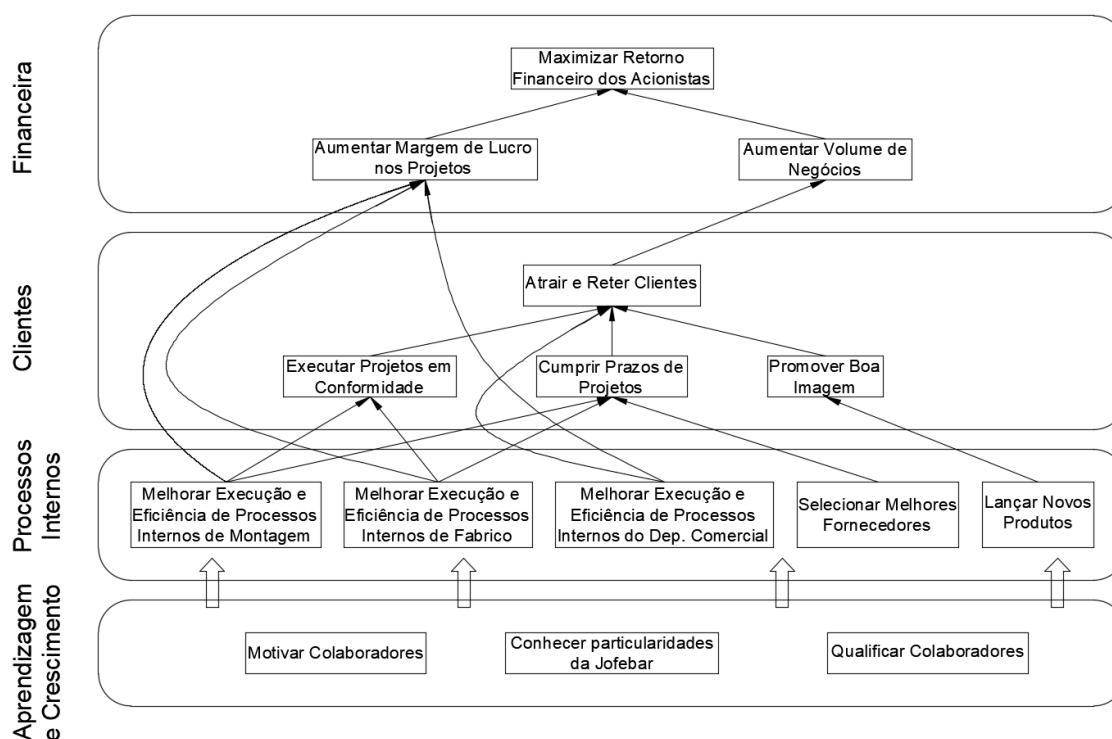 Financeira
Maximizar Retorno
Financeiro dos Acionistas
Aumentar Margem de Lucro
nos Projetos
Aumentar Volume de
Negócios
Clientes
Atrair e Reter Clientes
Executar Projetos em
Conformidade
Cumprir Prazos de
Projetos
Promover Boa
Imagem
Processos
Internos
Melhorar Execução e
Eficiência de Processos
Internos de Montagem
Melhorar Execução e
Eficiência de Processos
Internos de Fabrico
Melhorar Execução e
Eficiência de Processos
Internos do Dep. Comercial
Selecionar Melhores
Fornecedores
Lançar Novos
Produtos
Aprendizagem
e Crescimento
Motivar Colaboradores
Conhecer particularidades
da Jofebar
Qualificar Colaboradores